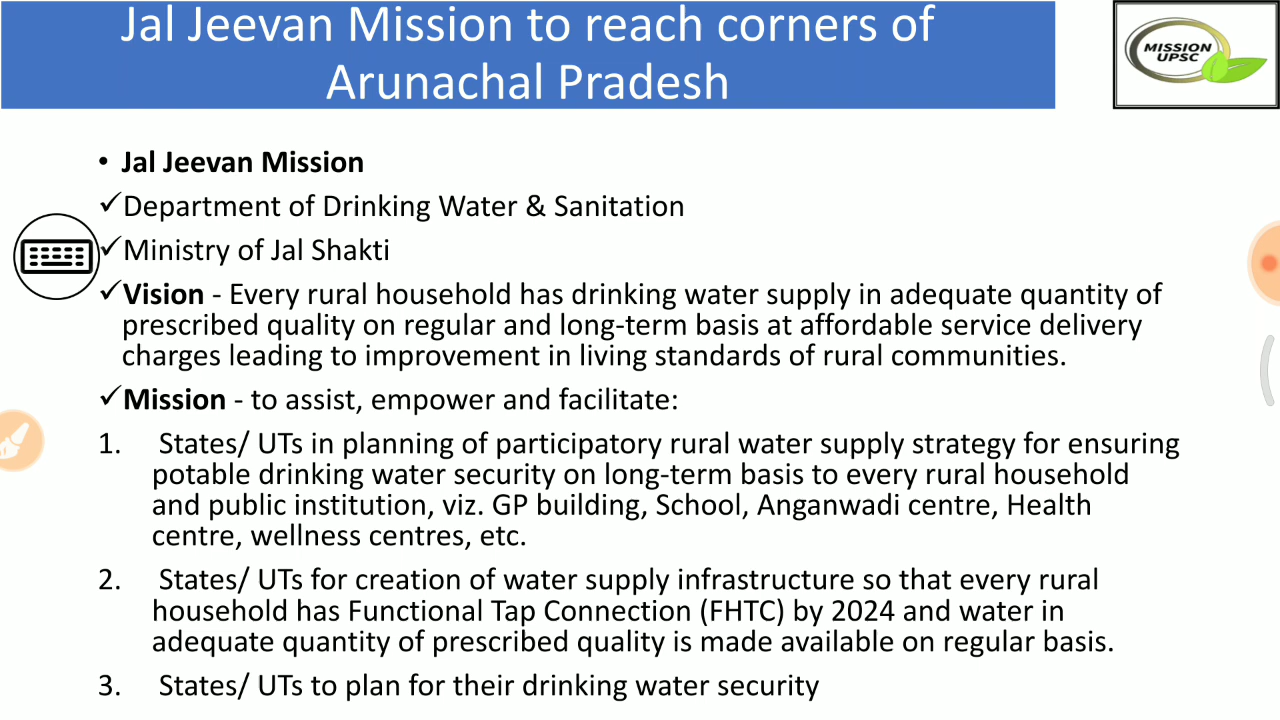 Jal Jeevan Mission to reach corners of
Arunachal Pradesh
MISSION
UPSC
• Jal Jeevan Mission
✓Department of Drinking Water & Sanitation
✓Ministry of Jal Shakti
✓Vision - Every rural household has drinking water supply in adequate quantity of
prescribed quality on regular and long-term basis at affordable service delivery
charges leading to improvement in living standards of rural communities.
✓Mission - to assist, empower and facilitate:
1. States/ UTs in planning of participatory rural water supply strategy for ensuring
potable drinking water security on long-term basis to every rural household
and public institution, viz. GP building, School, Anganwadi centre, Health
centre, wellness centres, etc.
2. States/ UTs for creation of water supply infrastructure so that every rural
household has Functional Tap Connection (FHTC) by 2024 and water in
adequate quantity of prescribed quality is made available on regular basis.
3. States/ UTs to plan for their drinking water security